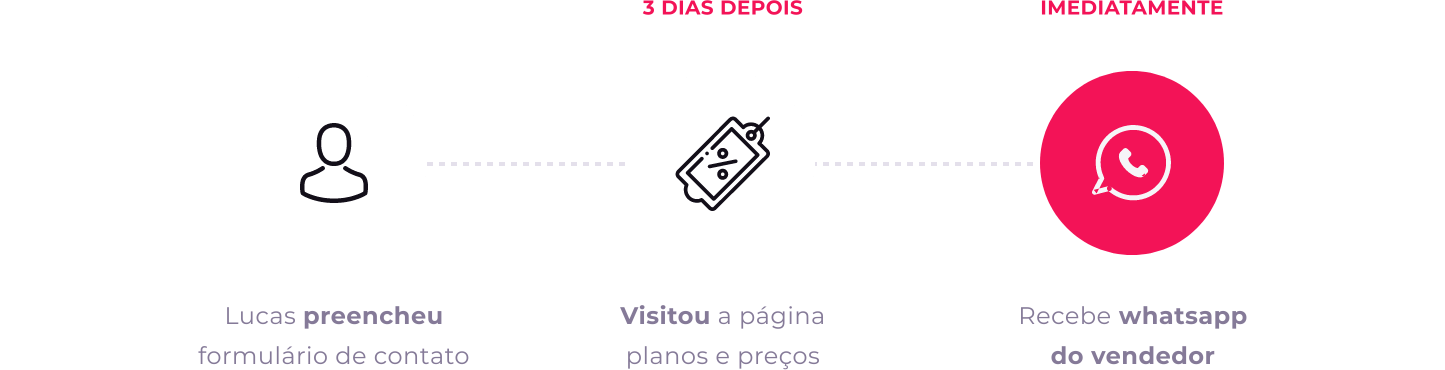 3 DIAS DEPOIS
IMEDIATAMENTE
Lucas preencheu
formulário de contato
Visitou a página
planos e preços
Recebe whatsapp
do vendedor